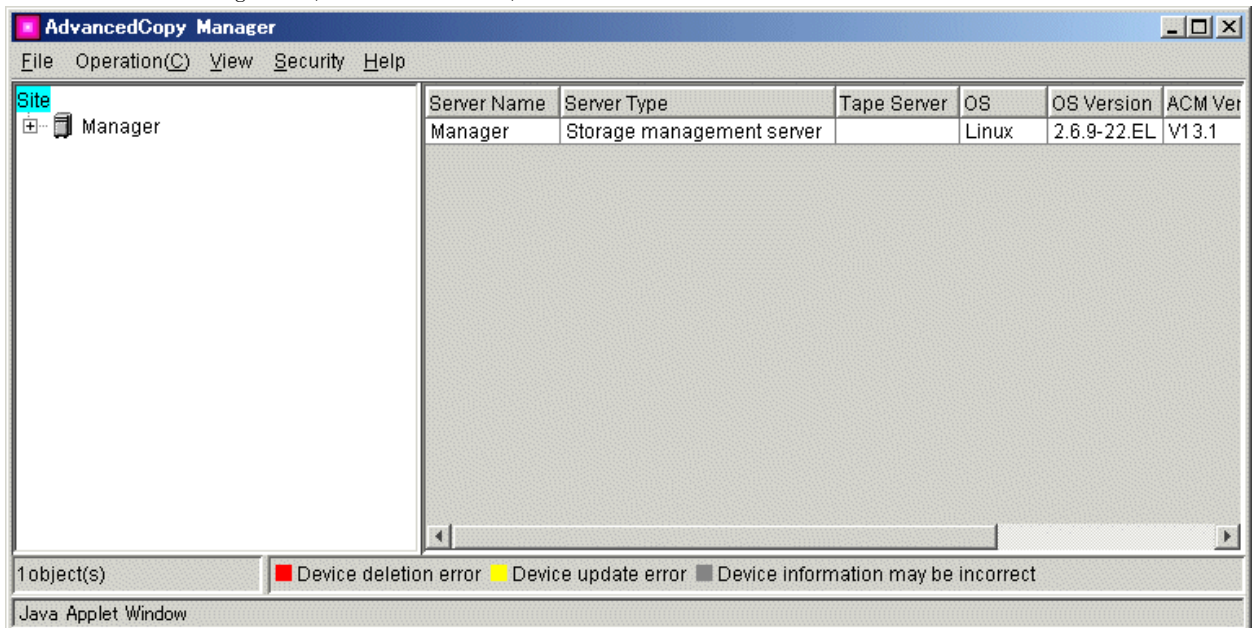 AdvancedCopy Manager
File Operation(C) View Security Help
Site
Manager
Server Name Server Type Tape Server OS OS Version ACM Ver
Manager Storage management server Linux 2.6.9-22.EL V13.1
1object(s) Device deletion error Device update error Device information may be incorrect
Java Applet Window